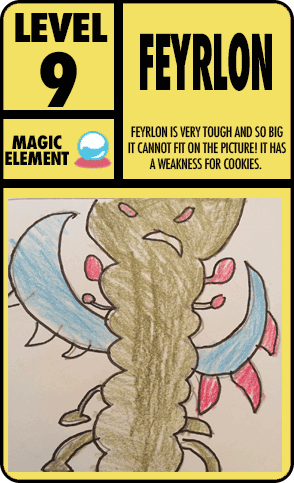 LEVEL
9
MAGIC
ELEMENT
FEYRLON
FEYRLON IS VERY TOUGH AND SO BIG
IT CANNOT FIT ON THE PICTURE! IT HAS
A WEAKNESS FOR COOKIES.